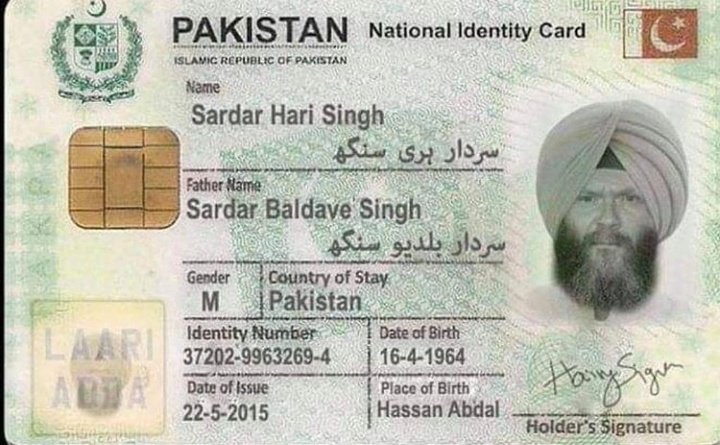 PAKISTAN National Identity Card
ISLAMIC REPUBLIC OF PAKISTAN
Name
Sardar Hari Singh
سردار ہری سنگھ
Father Name
Sardar Baldave Singh
سردار بلدیو سنگھ
Gender Country of Stay
M Pakistan
Identity Number Date of Birth
37202-9963269-4 16-4-1964
Date of Issue Place of Birth
22-5-2015 Hassan Abdal
LAARI
ADDA
Holder's Signature